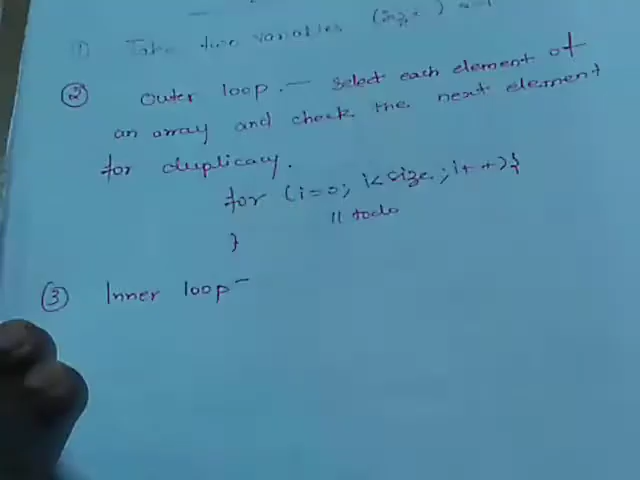 ① Take two variables (size
② Outer loop. — Select each element of
an array and check the next element
for duplicacy.
for (i=0; i<size; i++){
// todo
}
③ Inner loop —